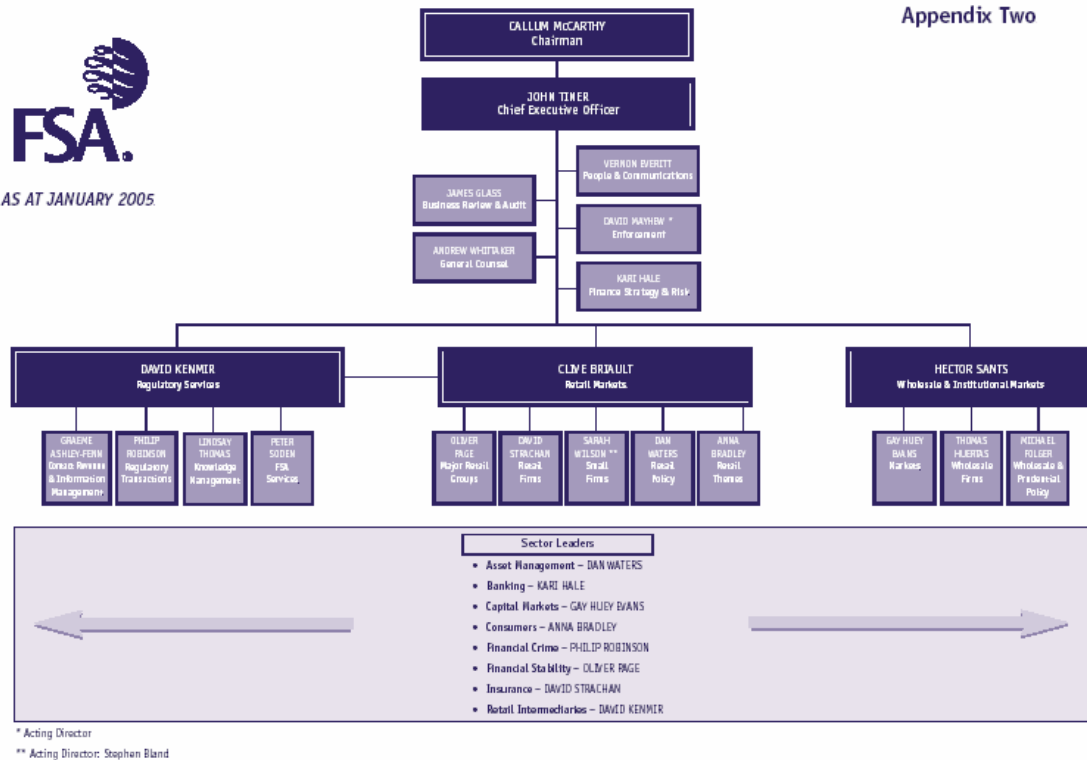 Appendix Two
CALLUM McCARTHY
Chairman
FSA.
JOHN TINER
Chief Executive Officer
AS AT JANUARY 2005
VERNON EVERITT
People & Communications
JAMES GLASS
Business Review & Audit
DAVID MAYHEW *
Enforcement
ANDREW WHITTAKER
General Counsel
KARI HALE
Finance Strategy & Risk
DAVID KENMIR
Regulatory Services
CLIVE BRIAULT
Retail Markets
HECTOR SANTS
Wholesale & Institutional Markets
GRAEME
ASHLEY-FENN
Contact Revenue
& Information
Management
PHILIP
ROBINSON
Regulatory
Transactions
LINDSAY
THOMAS
Knowledge
Management
PETER
SODEN
FSA
Services
OLIVER
PAGE
Major Retail
Groups
DAVID
STRACHAN
Retail
Firms
SARAH
WILSON **
Small
Firms
DAN
WATERS
Retail
Policy
ANNA
BRADLEY
Retail
Themes
GAY HUEY
EVANS
Markets
THOMAS
HUERTAS
Wholesale
Firms
MICHAEL
FOLGER
Wholesale &
Prudential
Policy
Sector Leaders
• Asset Management – DAN WATERS
• Banking – KARI HALE
• Capital Markets – GAY HUEY EVANS
• Consumers – ANNA BRADLEY
• Financial Crime – PHILIP ROBINSON
• Financial Stability – OLIVER PAGE
• Insurance – DAVID STRACHAN
• Retail Intermediaries – DAVID KENMIR
* Acting Director
** Acting Director: Stephen Bland